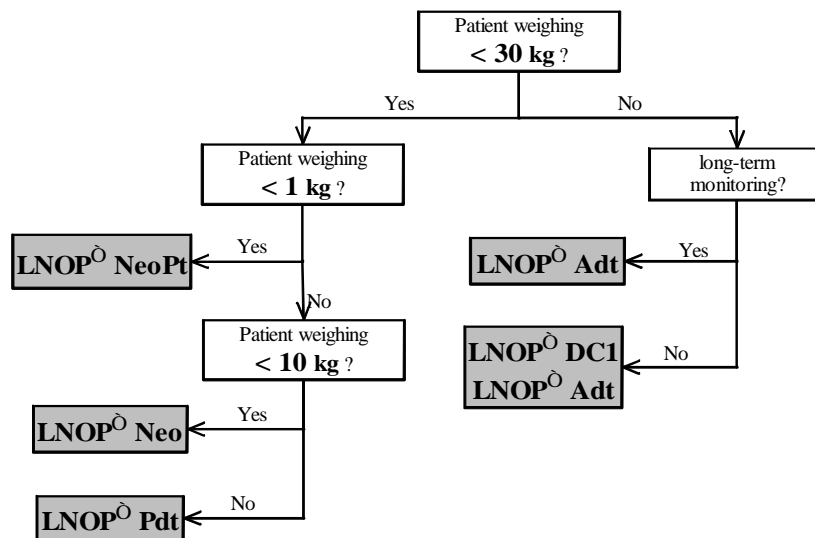 Patient weighing
< 30 kg ?
Yes
No
Patient weighing
< 1 kg ?
long-term
monitoring?
Yes
LNOPÒ NeoPt
Yes
LNOPÒ Adt
No
Patient weighing
< 10 kg ?
No
LNOPÒ DC1
LNOPÒ Adt
Yes
LNOPÒ Neo
No
LNOPÒ Pdt